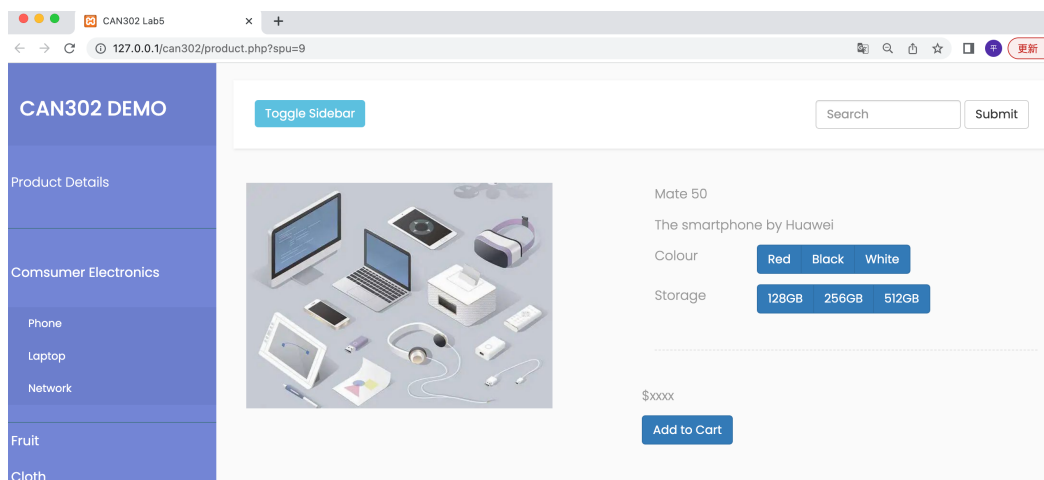 CAN302 Lab5
127.0.0.1/can302/product.php?spu=9
平
更新
CAN302 DEMO
Toggle Sidebar
Search
Submit
Product Details
Comsumer Electronics
Phone
Laptop
Network
Fruit
Cloth
Mate 50
The smartphone by Huawei
Colour
Red Black White
Storage
128GB 256GB 512GB
$xxxx
Add to Cart